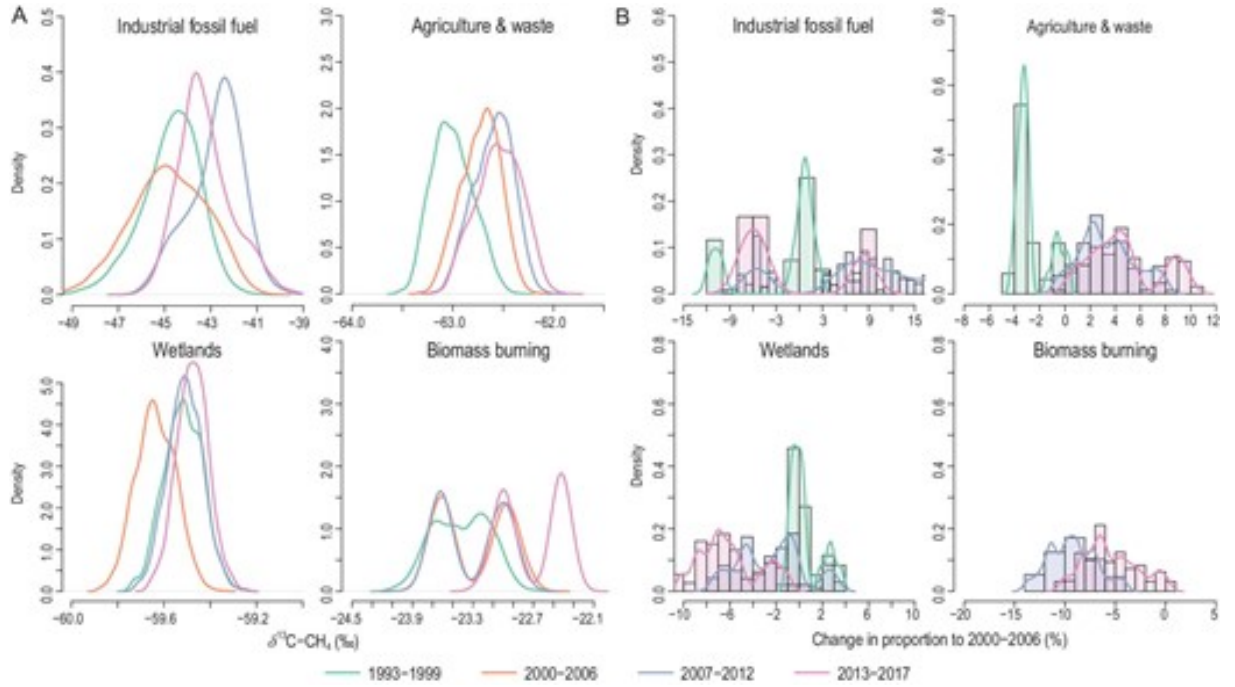 A
B
Industrial fossil fuel
Agriculture & waste
Industrial fossil fuel
Agriculture & waste
Density
0.0 0.1 0.2 0.3 0.4 0.5
-49 -47 -45 -43 -41 -39
0.0 0.5 1.0 1.5 2.0 2.5 3.0
-64.0 -63.0 -62.0
Density
0.0 0.1 0.2 0.3 0.4 0.5 0.6
-15 -9 -3 3 9 15
0.0 0.2 0.4 0.6 0.8
-8 -6 -4 -2 0 2 4 6 8 10 12
Wetlands
Biomass burning
Wetlands
Biomass burning
Density
0.0 1.0 2.0 3.0 4.0 5.0
-60.0 -59.6 -59.2
0.0 1.0 2.0 3.0 4.0
-24.5 -23.9 -23.3 -22.7 -22.1
Density
0.0 0.2 0.4 0.6 0.8
-10 -6 -2 2 6 10
0.0 0.2 0.4 0.6 0.8
-20 -15 -10 -5 0 5
δ¹³C-CH₄ (‰)
Change in proportion to 2000-2006 (%)
1993-1999
2000-2006
2007-2012
2013-2017